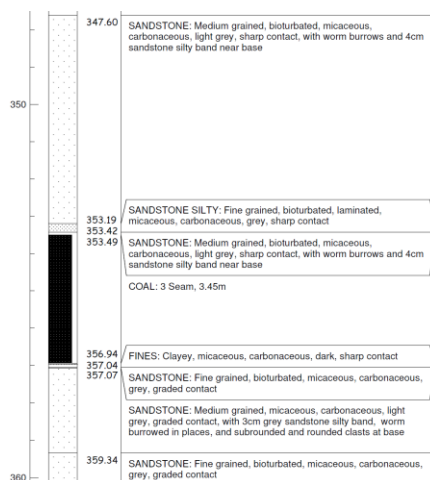 347.60
SANDSTONE: Medium grained, bioturbated, micaceous,
carbonaceous, light grey, sharp contact, with worm burrows and 4cm
sandstone silty band near base
350
SANDSTONE SILTY: Fine grained, bioturbated, laminated,
micaceous, carbonaceous, grey, sharp contact
353.19
353.42
353.49
SANDSTONE: Medium grained, bioturbated, micaceous,
carbonaceous, light grey, sharp contact, with worm burrows and 4cm
sandstone silty band near base
COAL: 3 Seam, 3.45m
356.94
FINES: Clayey, micaceous, carbonaceous, dark, sharp contact
357.04
357.07
SANDSTONE: Fine grained, bioturbated, micaceous, carbonaceous,
grey, graded contact
SANDSTONE: Medium grained, micaceous, carbonaceous, light
grey, graded contact, with 3cm grey sandstone silty band, worm
burrowed in places, and subrounded and rounded clasts at base
359.34
SANDSTONE: Fine grained, bioturbated, micaceous, carbonaceous,
grey, graded contact
360